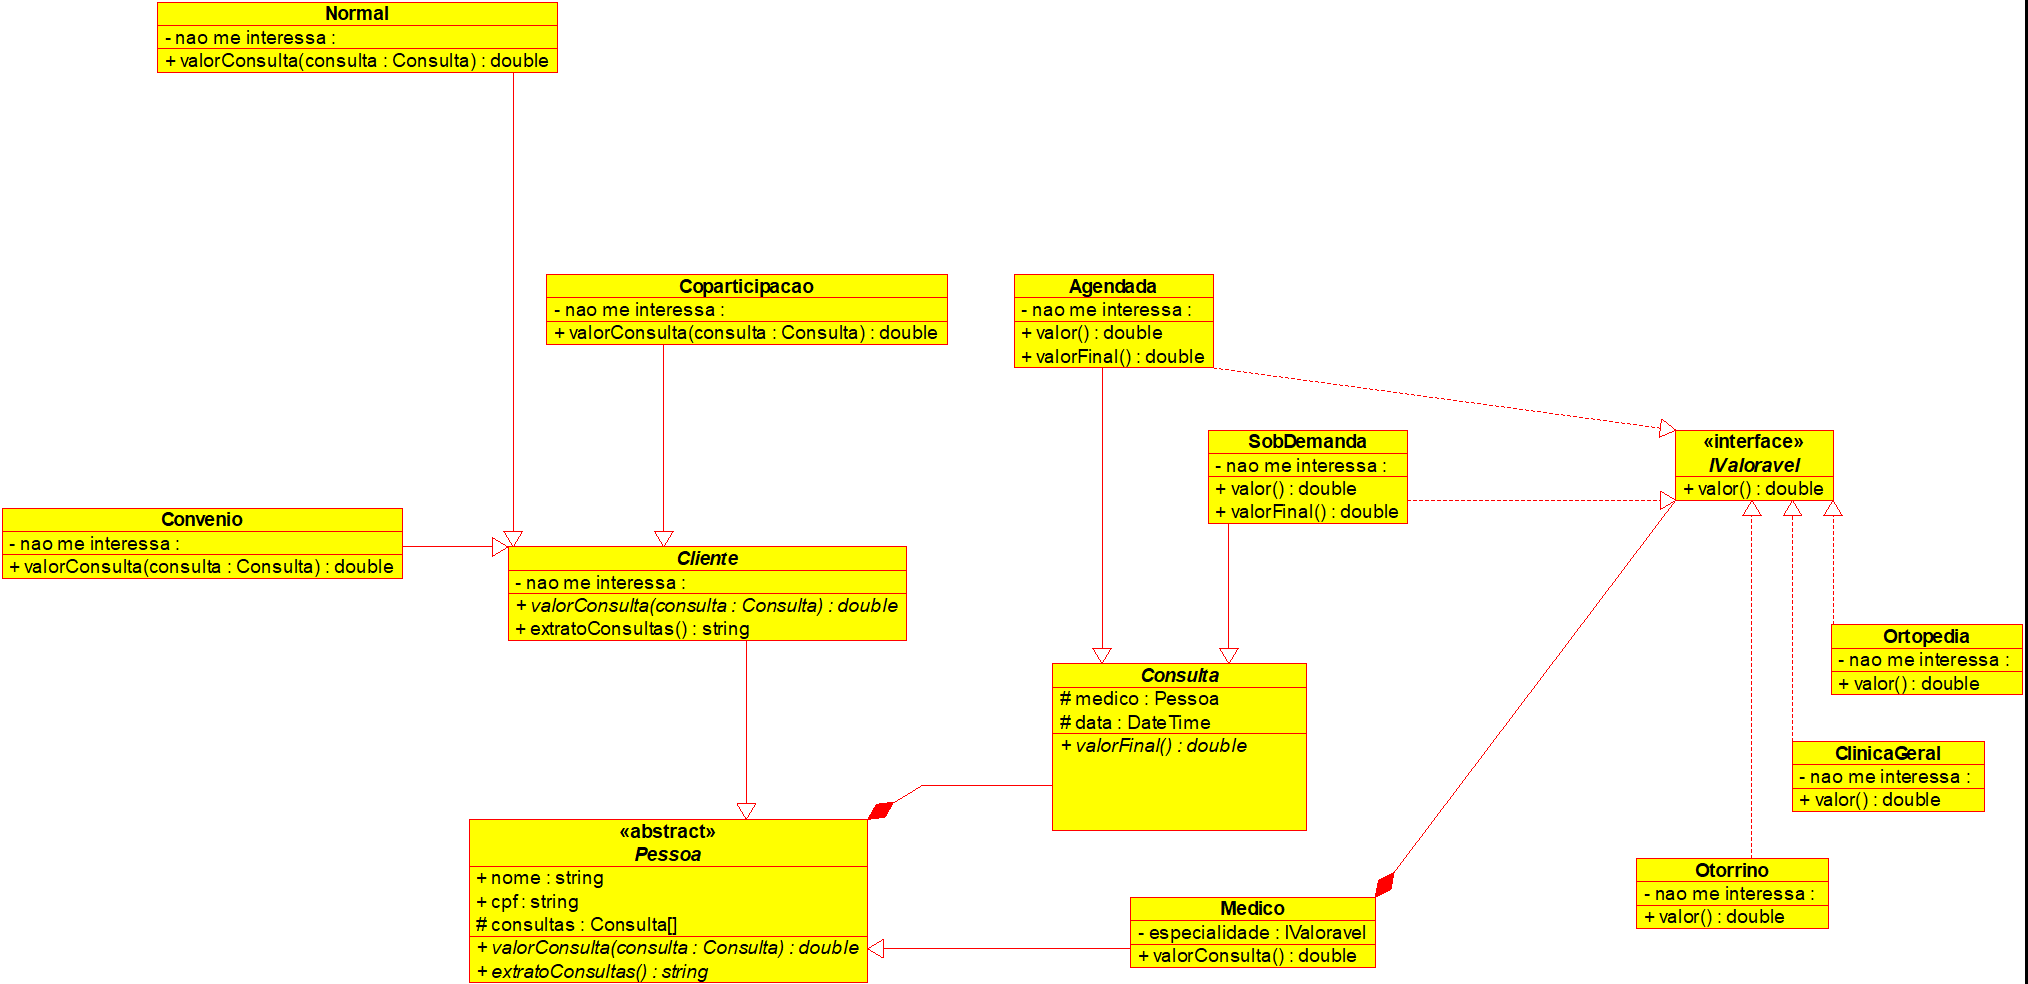 Normal
- nao me interessa :
+ valorConsulta(consulta : Consulta) : double
Coparticipacao
- nao me interessa :
+ valorConsulta(consulta : Consulta) : double
Agendada
- nao me interessa :
+ valor() : double
+ valorFinal() : double
SobDemanda
- nao me interessa :
+ valor() : double
+ valorFinal() : double
«interface»
IValoravel
+ valor() : double
Convenio
- nao me interessa :
+ valorConsulta(consulta : Consulta) : double
Cliente
- nao me interessa :
+ valorConsulta(consulta : Consulta) : double
+ extratoConsultas() : string
Consulta
# medico : Pessoa
# data : DateTime
+ valorFinal() : double
Ortopedia
- nao me interessa :
+ valor() : double
ClinicaGeral
- nao me interessa :
+ valor() : double
«abstract»
Pessoa
+ nome : string
+ cpf : string
# consultas : Consulta[]
+ valorConsulta(consulta : Consulta) : double
+ extratoConsultas() : string
Medico
- especialidade : IValoravel
+ valorConsulta() : double
Otorrino
- nao me interessa :
+ valor() : double